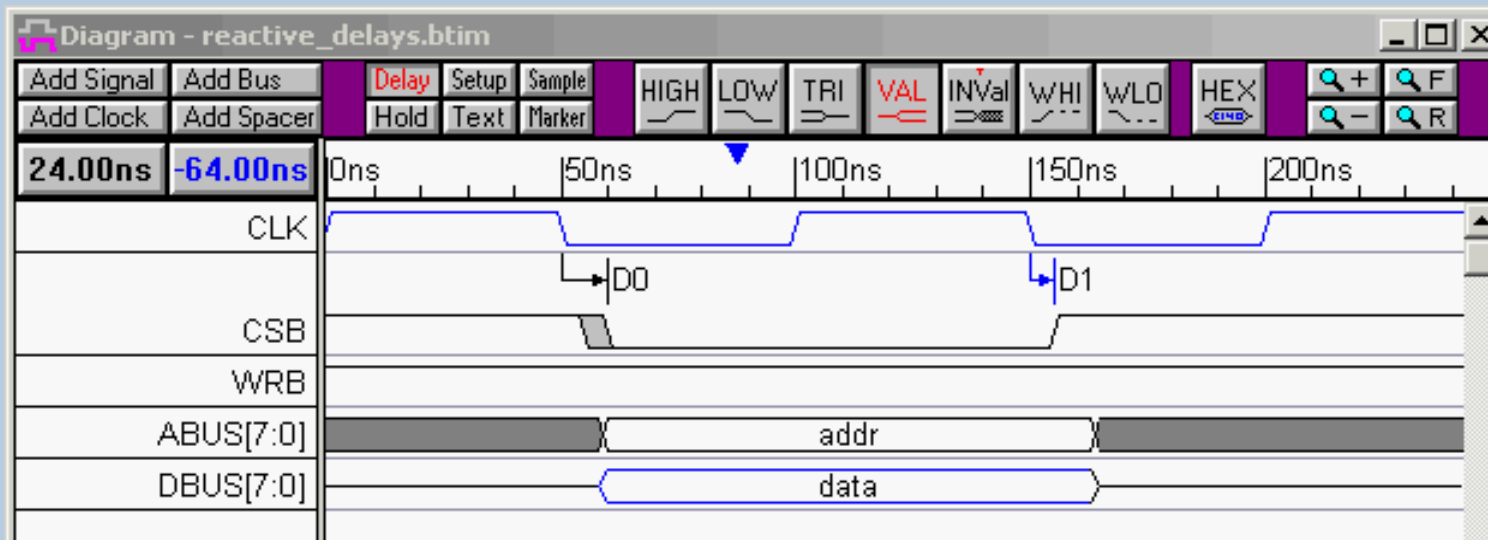 Diagram - reactive_delays.btim
Add Signal Add Bus Delay Setup Sample HIGH LOW TRI VAL INVal WHI WLO HEX + F
Add Clock Add Spacer Hold Text Marker - R
24.00ns -64.00ns 0ns 50ns 100ns 150ns 200ns
CLK
D0 D1
CSB
WRB
ABUS[7:0] addr
DBUS[7:0] data